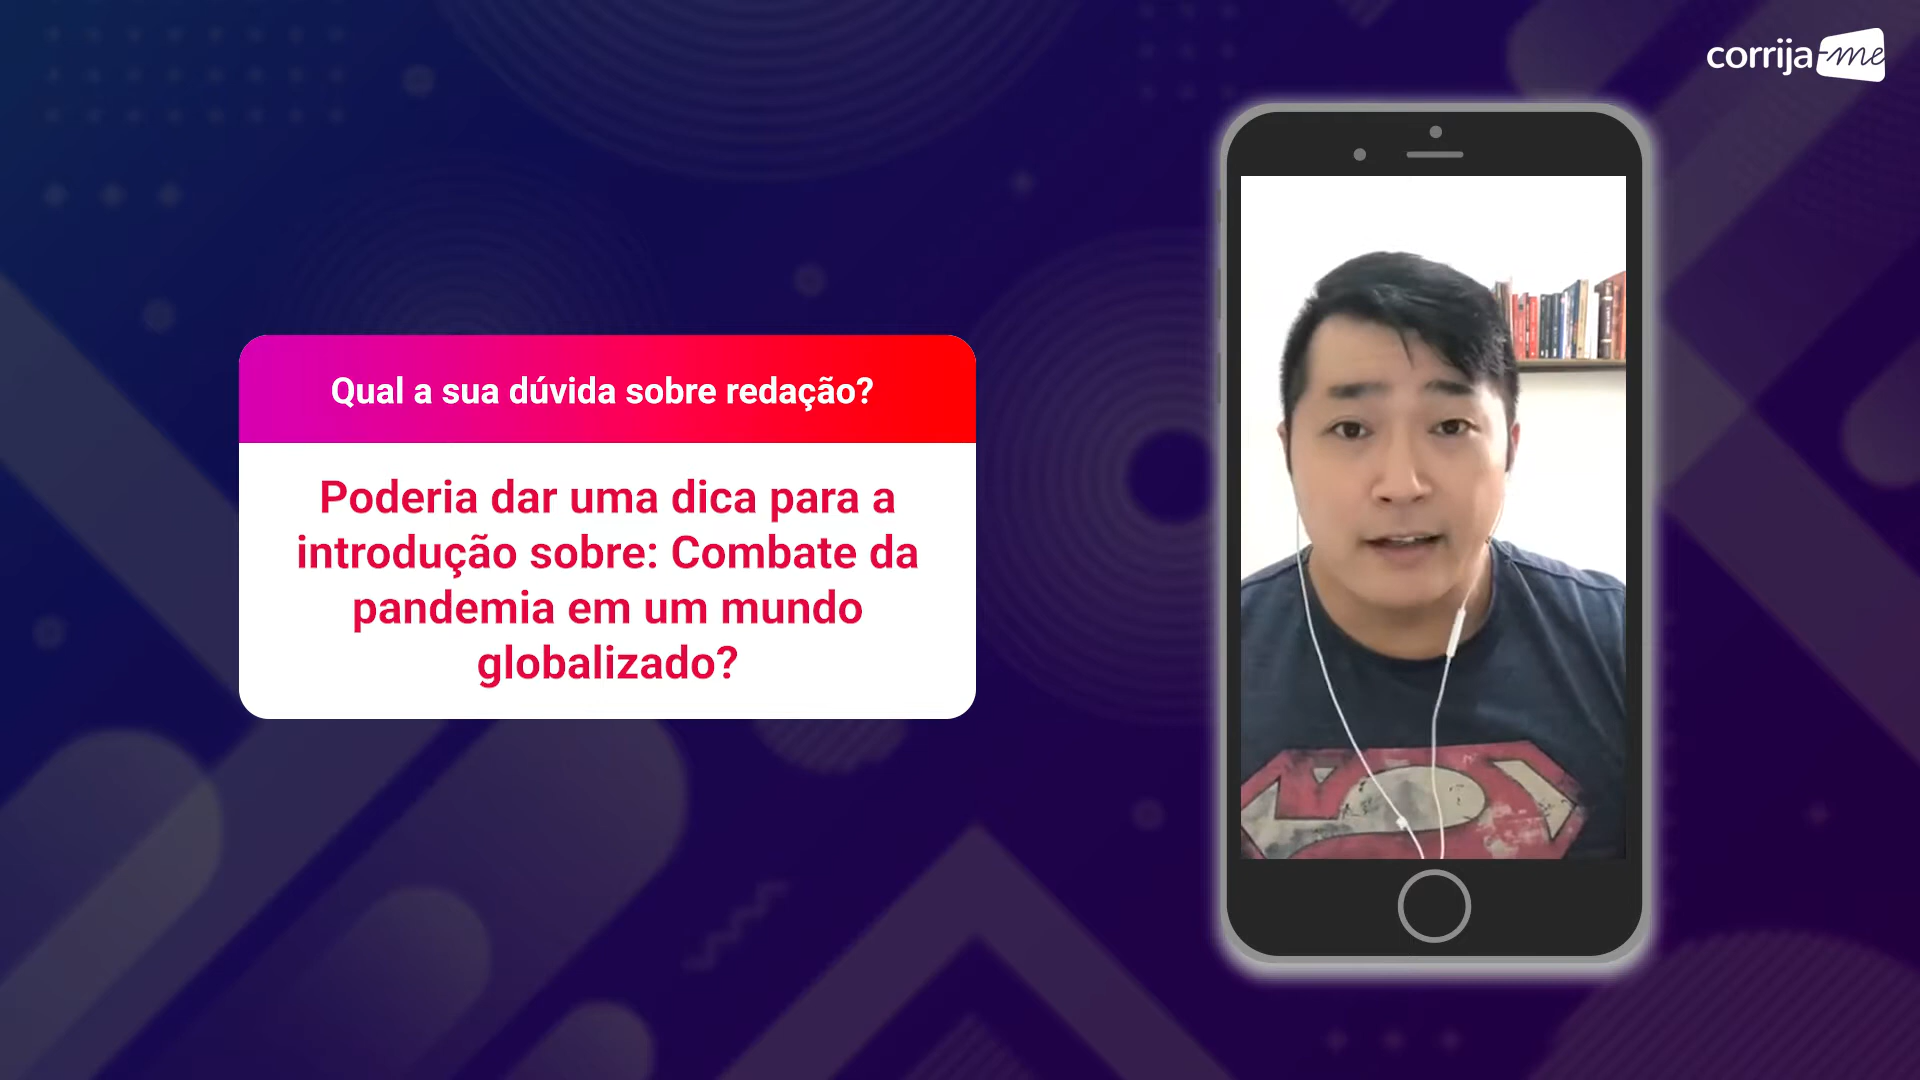 corrija-me
Qual a sua dúvida sobre redação?
Poderia dar uma dica para a
introdução sobre: Combate da
pandemia em um mundo
globalizado?